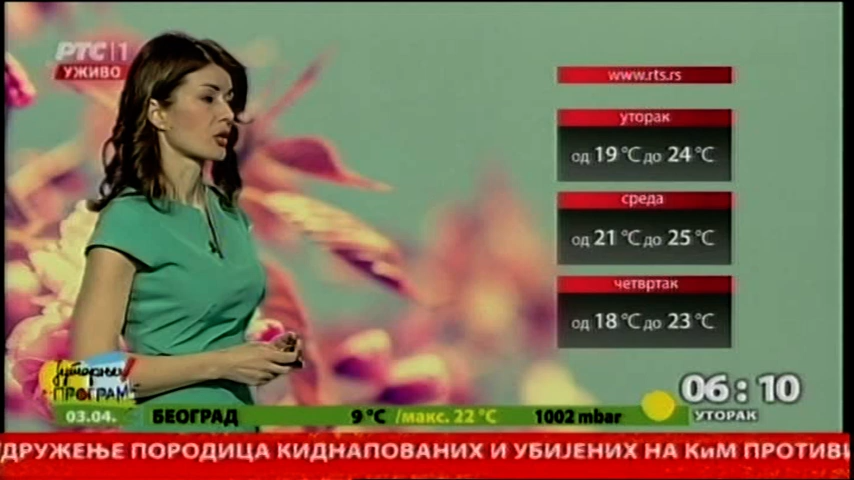 РТС|1
УЖИВО
www.rts.rs
уторак
од 19 °C до 24 °C
среда
од 21 °C до 25 °C
четвртак
од 18 °C до 23 °C
Јутарњи
ПРОГРАМ
06:10
03.04. БЕОГРАД 9 °C /макс. 22 °C 1002 mbar УТОРАК
УДРУЖЕЊЕ ПОРОДИЦА КИДНАПОВАНИХ И УБИЈЕНИХ НА КиМ ПРОТИВ